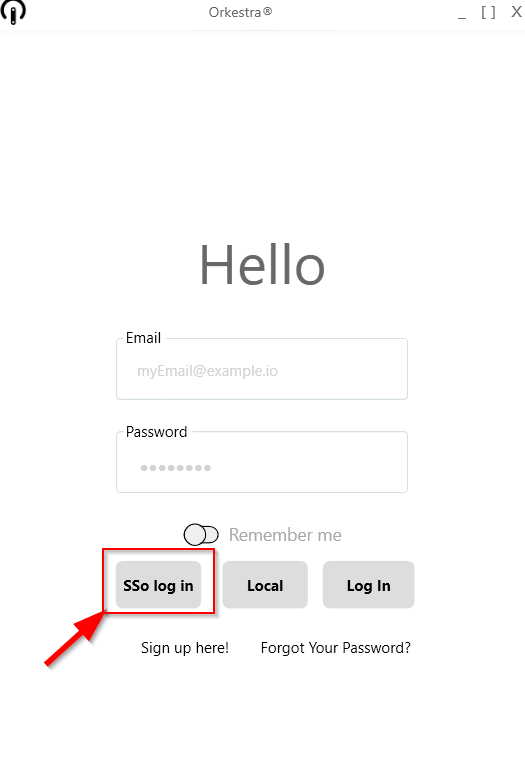 Orkestra®
_ [ ] X
Hello
Email
myEmail@example.io
Password
●●●●●●●●
Remember me
SSo log in
Local
Log In
Sign up here!
Forgot Your Password?